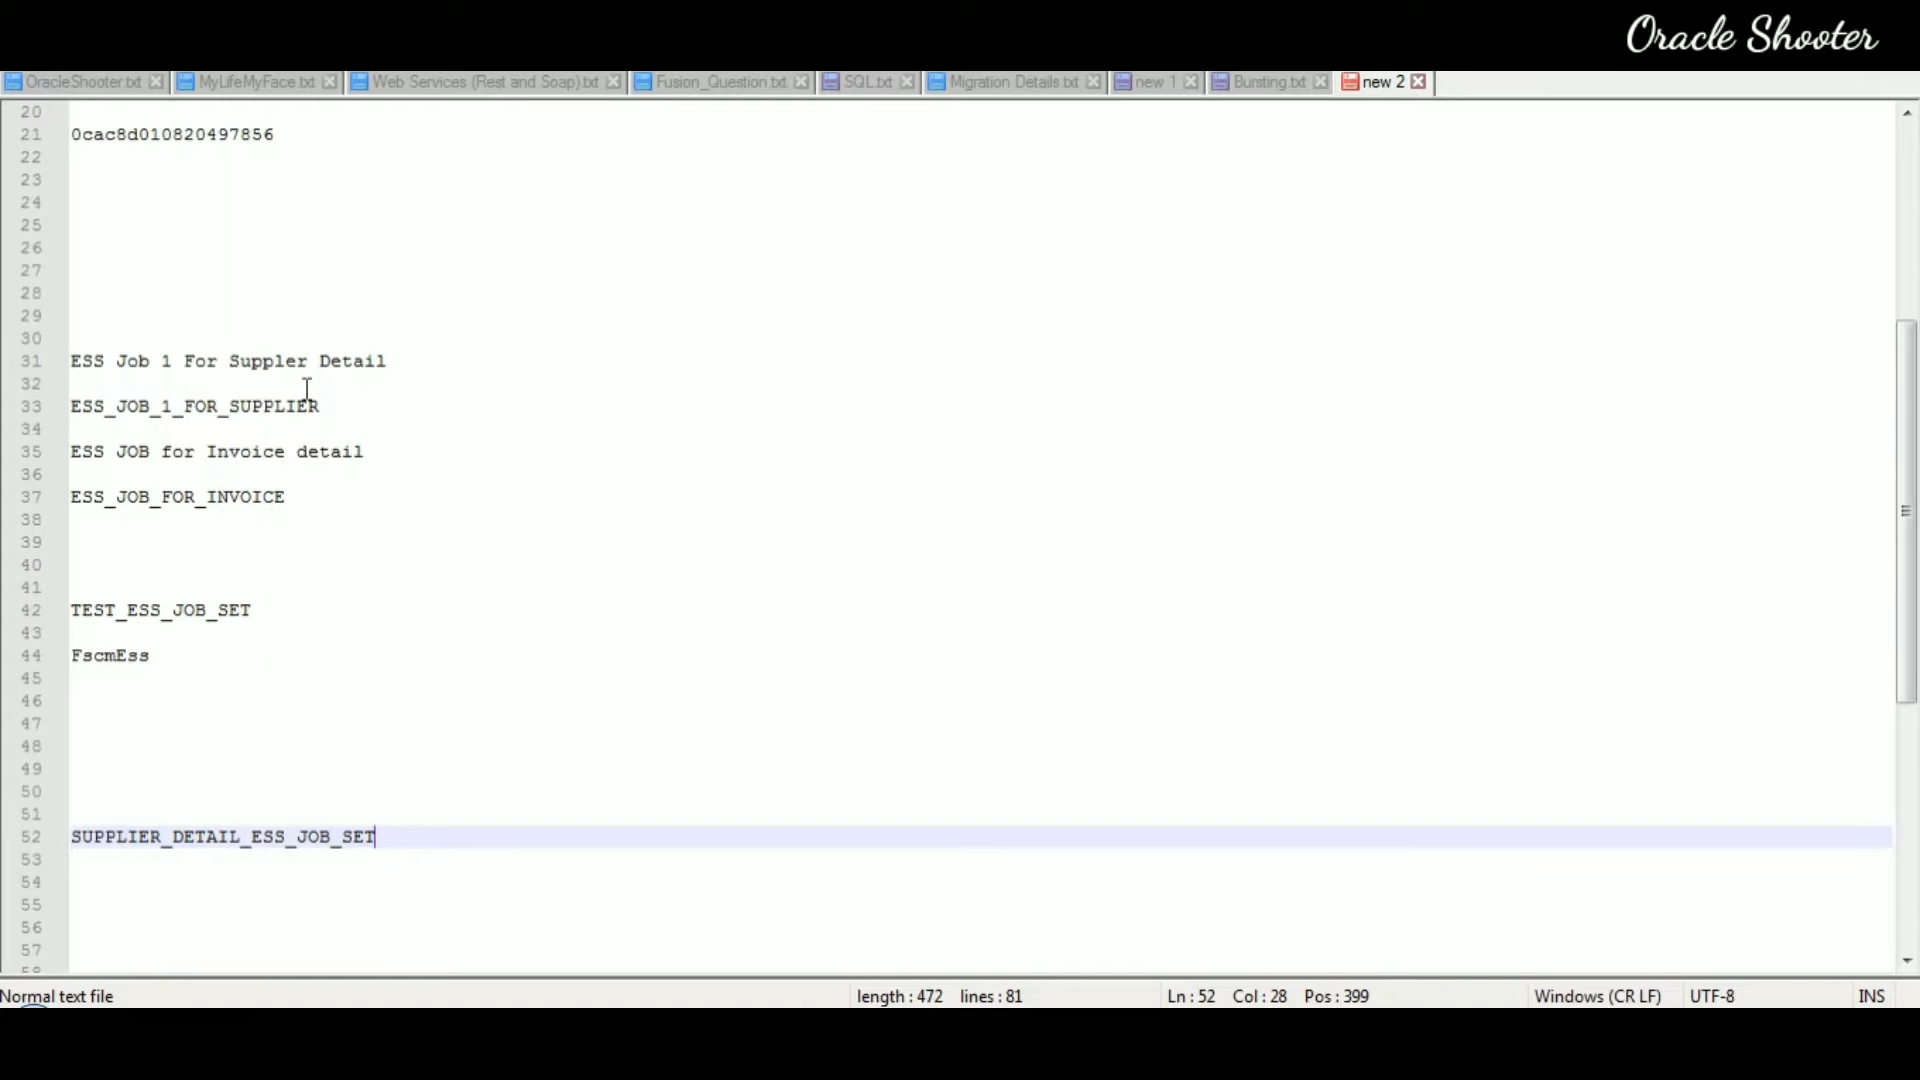 Oracle Shooter
OracleShooter.txt MyLifeMyFace.txt Web Services (Rest and Soap).txt Fusion_Question.txt SQL.txt Migration Details.txt new 1 Bursting.txt new 2
20
21 0cac8d010820497856
22
23
24
25
26
27
28
29
30
31 ESS Job 1 For Suppler Detail
32
33 ESS_JOB_1_FOR_SUPPLIER
34
35 ESS JOB for Invoice detail
36
37 ESS_JOB_FOR_INVOICE
38
39
40
41
42 TEST_ESS_JOB_SET
43
44 FscmEss
45
46
47
48
49
50
51
52 SUPPLIER_DETAIL_ESS_JOB_SET
53
54
55
56
57
58
Normal text file length : 472 lines : 81 Ln : 52 Col : 28 Pos : 399 Windows (CR LF) UTF-8 INS